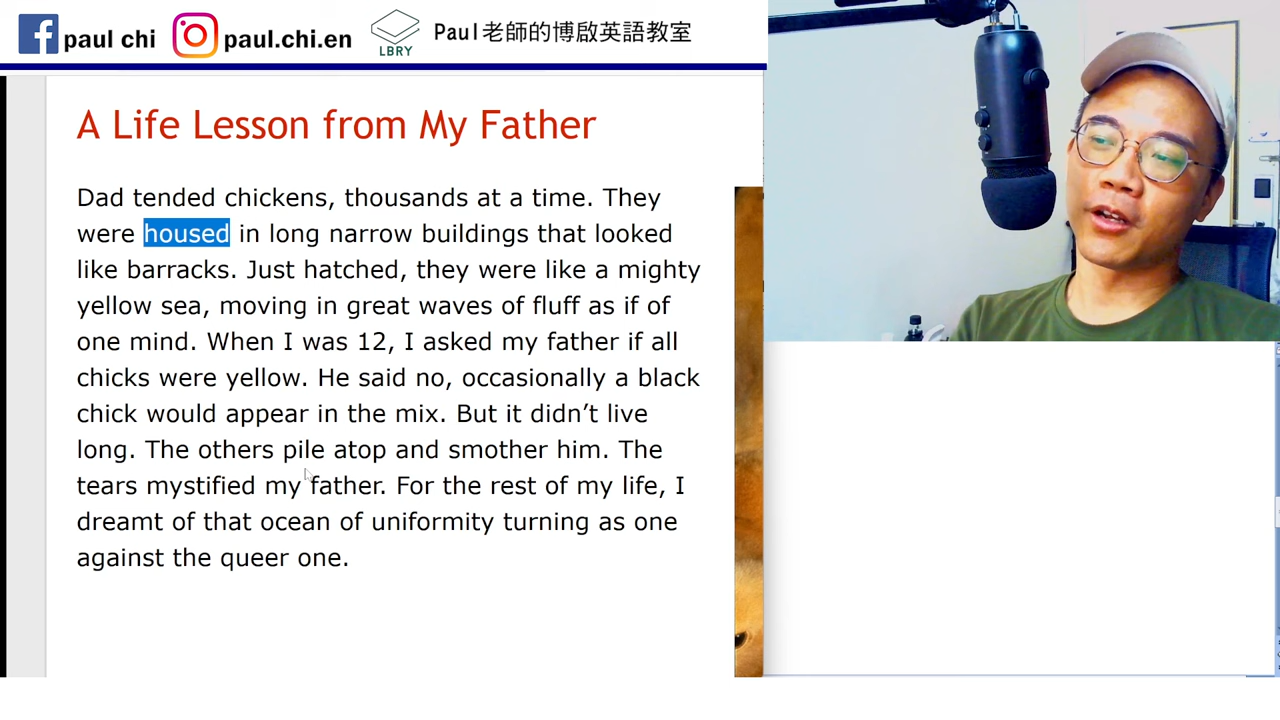 paul chi paul.chi.en LBRY Paul老師的博啟英語教室
A Life Lesson from My Father
Dad tended chickens, thousands at a time. They
were housed in long narrow buildings that looked
like barracks. Just hatched, they were like a mighty
yellow sea, moving in great waves of fluff as if of
one mind. When I was 12, I asked my father if all
chicks were yellow. He said no, occasionally a black
chick would appear in the mix. But it didn’t live
long. The others pile atop and smother him. The
tears mystified my father. For the rest of my life, I
dreamt of that ocean of uniformity turning as one
against the queer one.